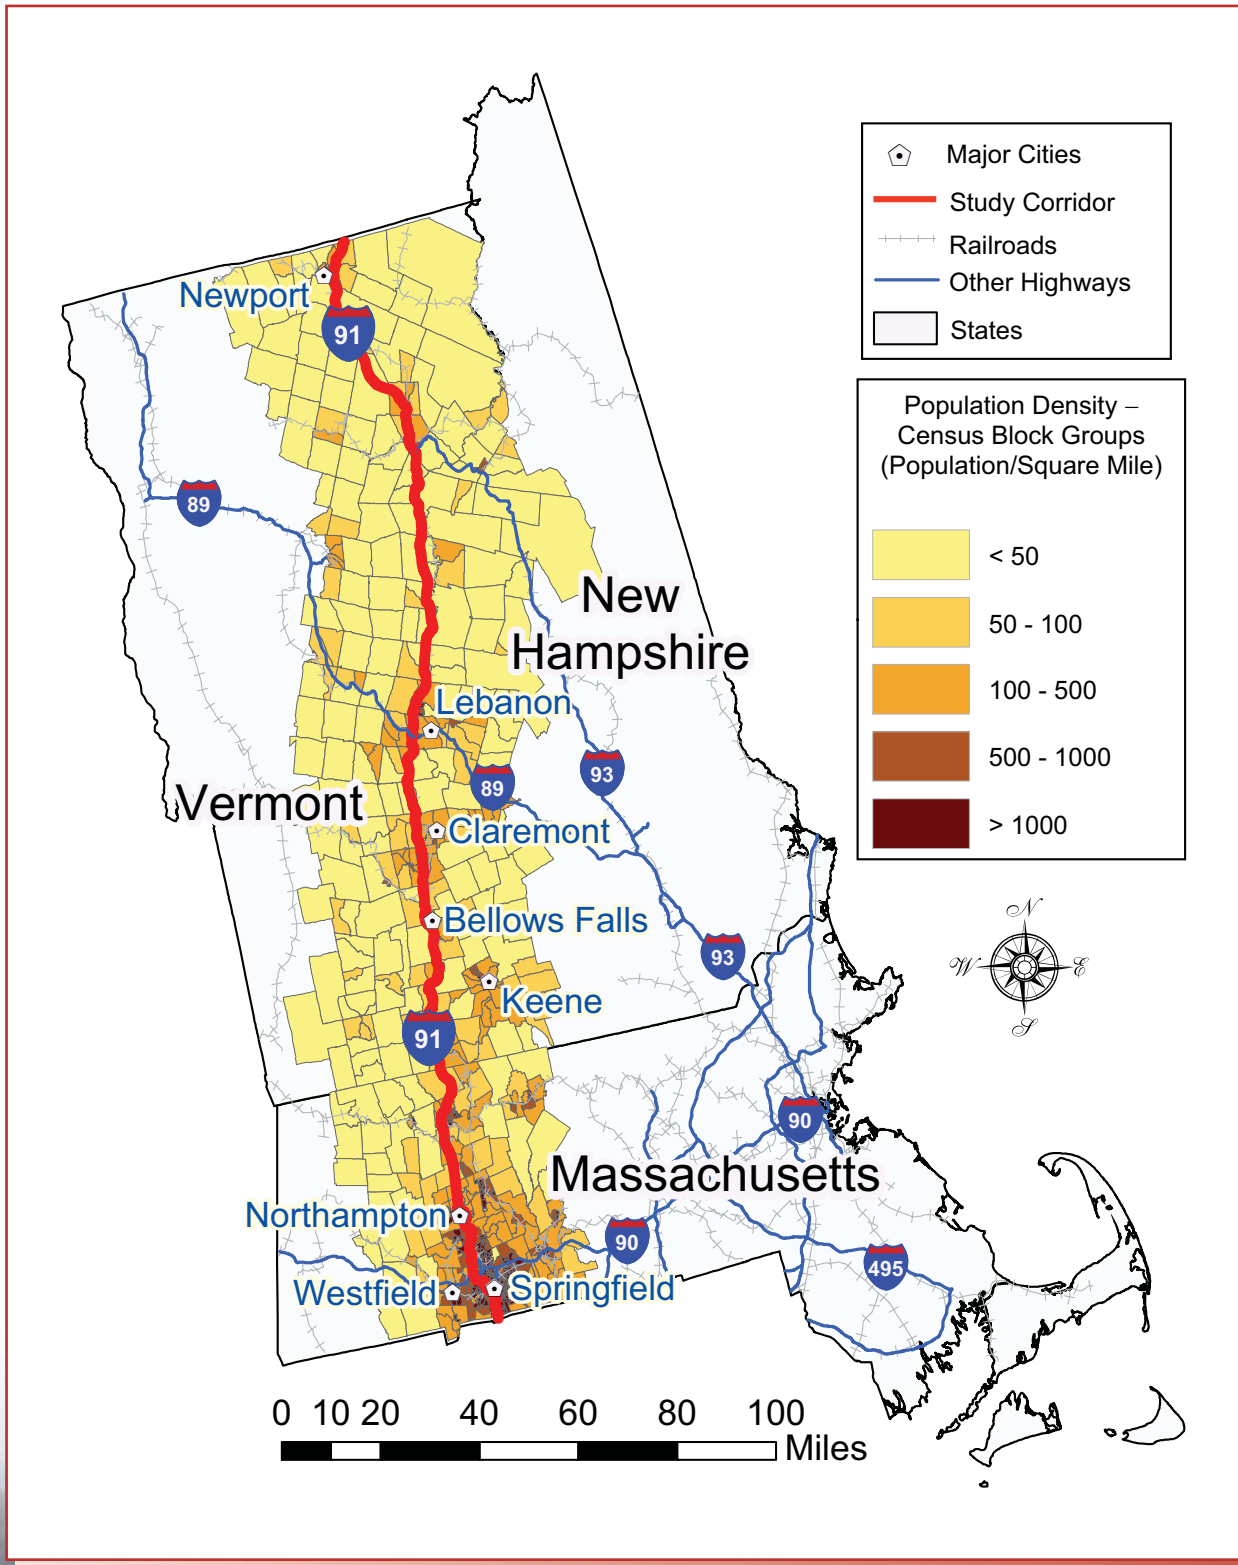 Major Cities
Study Corridor
Railroads
Other Highways
States
Population Density –
Census Block Groups
(Population/Square Mile)
< 50
50 - 100
100 - 500
500 - 1000
> 1000
Newport
91
89
New
Hampshire
Lebanon
93
89
Vermont
Claremont
Bellows Falls
93
N
W
E
S
Keene
91
90
Massachusetts
Northampton
90
495
Westfield
Springfield
0 10 20 40 60 80 100
Miles